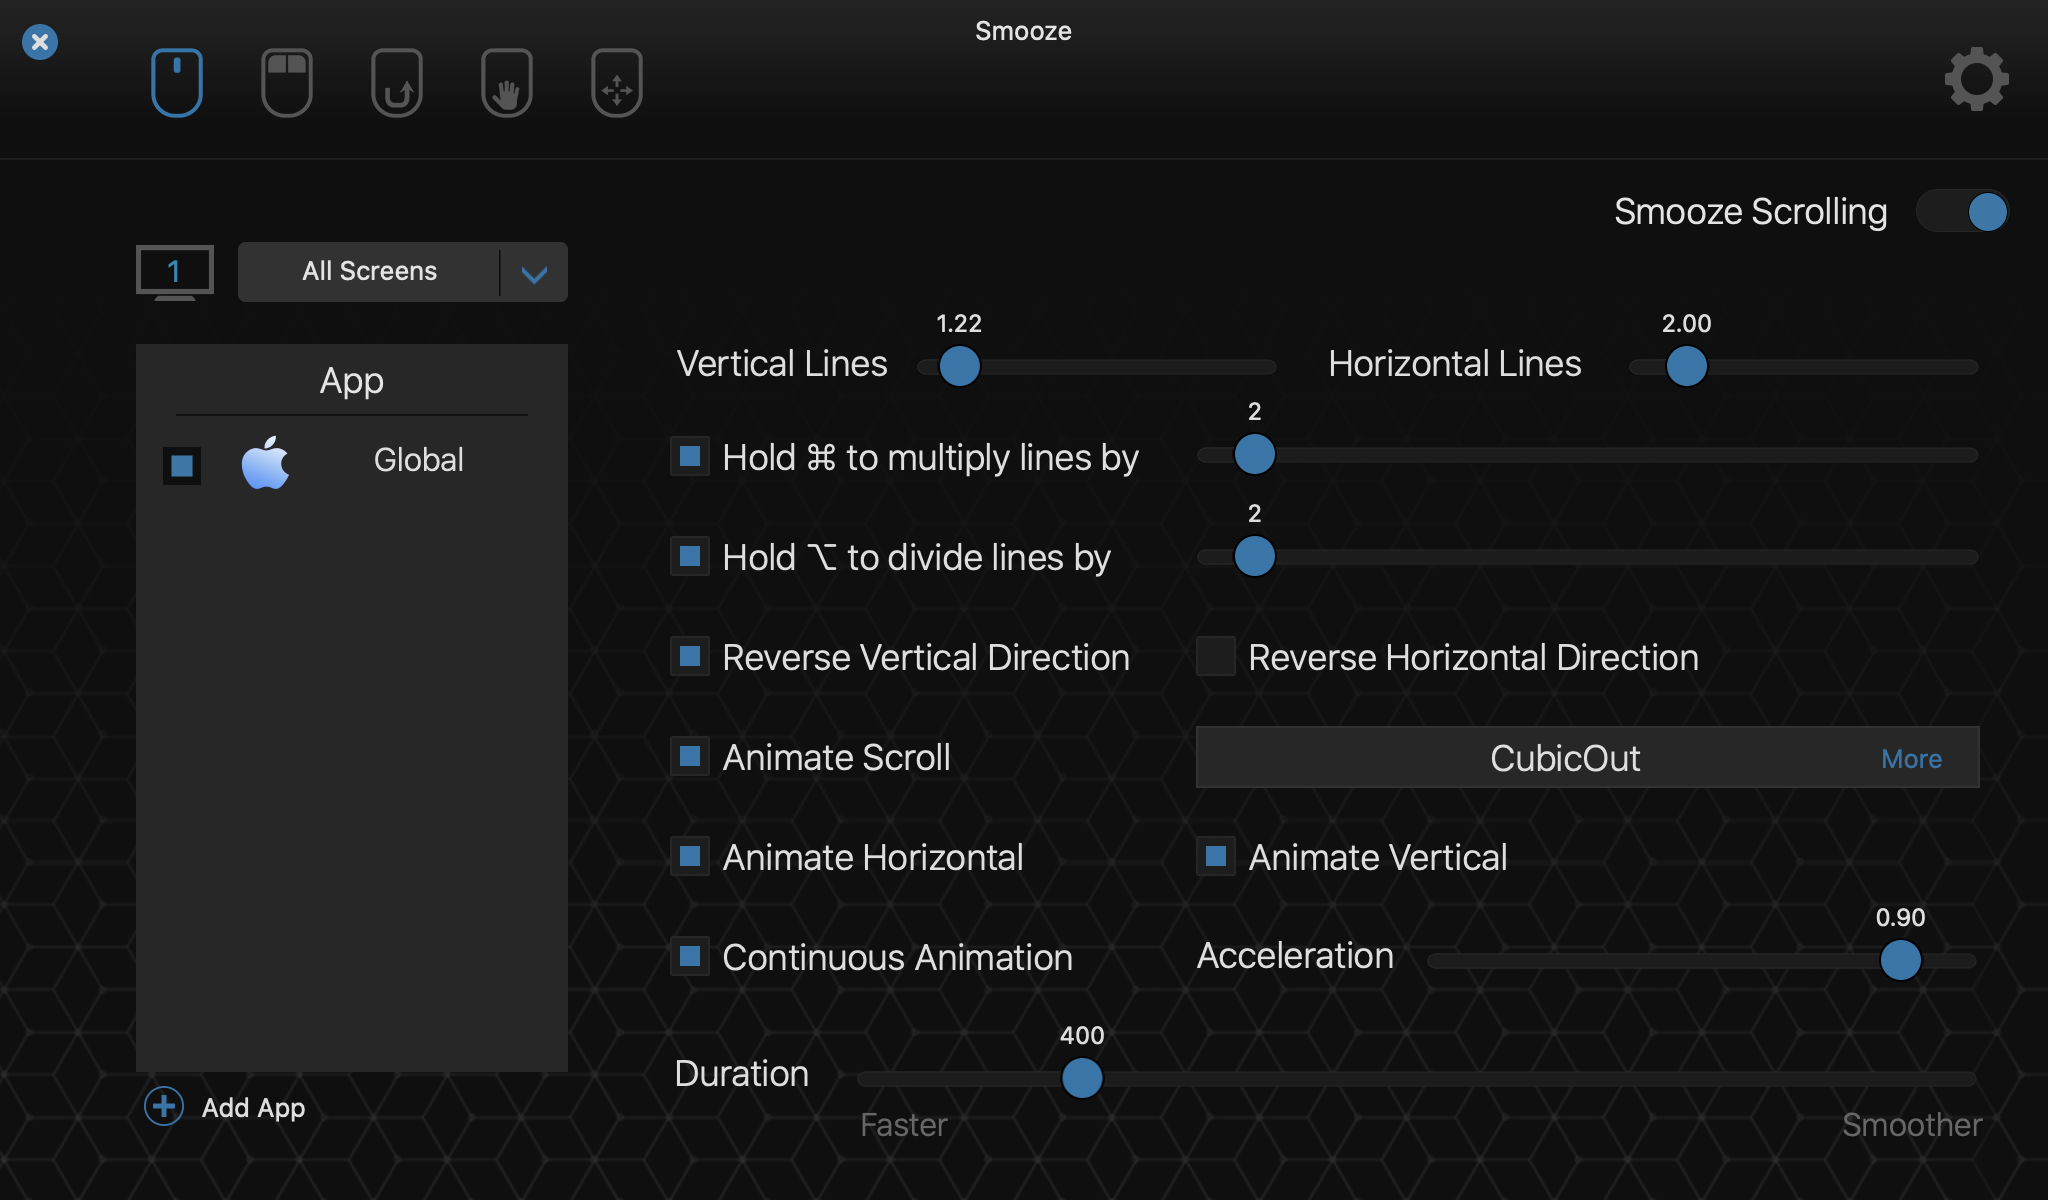 Smooze
Smooze Scrolling
1
All Screens
App
Global
Add App
1.22
Vertical Lines
2.00
Horizontal Lines
2
Hold ⌘ to multiply lines by
2
Hold ⌥ to divide lines by
Reverse Vertical Direction
Reverse Horizontal Direction
Animate Scroll
CubicOut
More
Animate Horizontal
Animate Vertical
Continuous Animation
0.90
Acceleration
400
Duration
Faster
Smoother